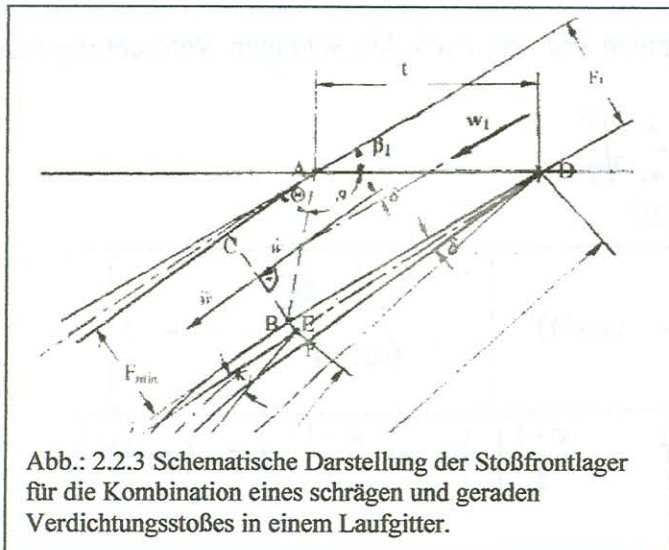 t
F₁
w₁
β₁
A
D
Θ
δ
C
B
E
F_min
Abb.: 2.2.3 Schematische Darstellung der Stoßfrontlager
für die Kombination eines schrägen und geraden
Verdichtungsstoßes in einem Laufgitter.